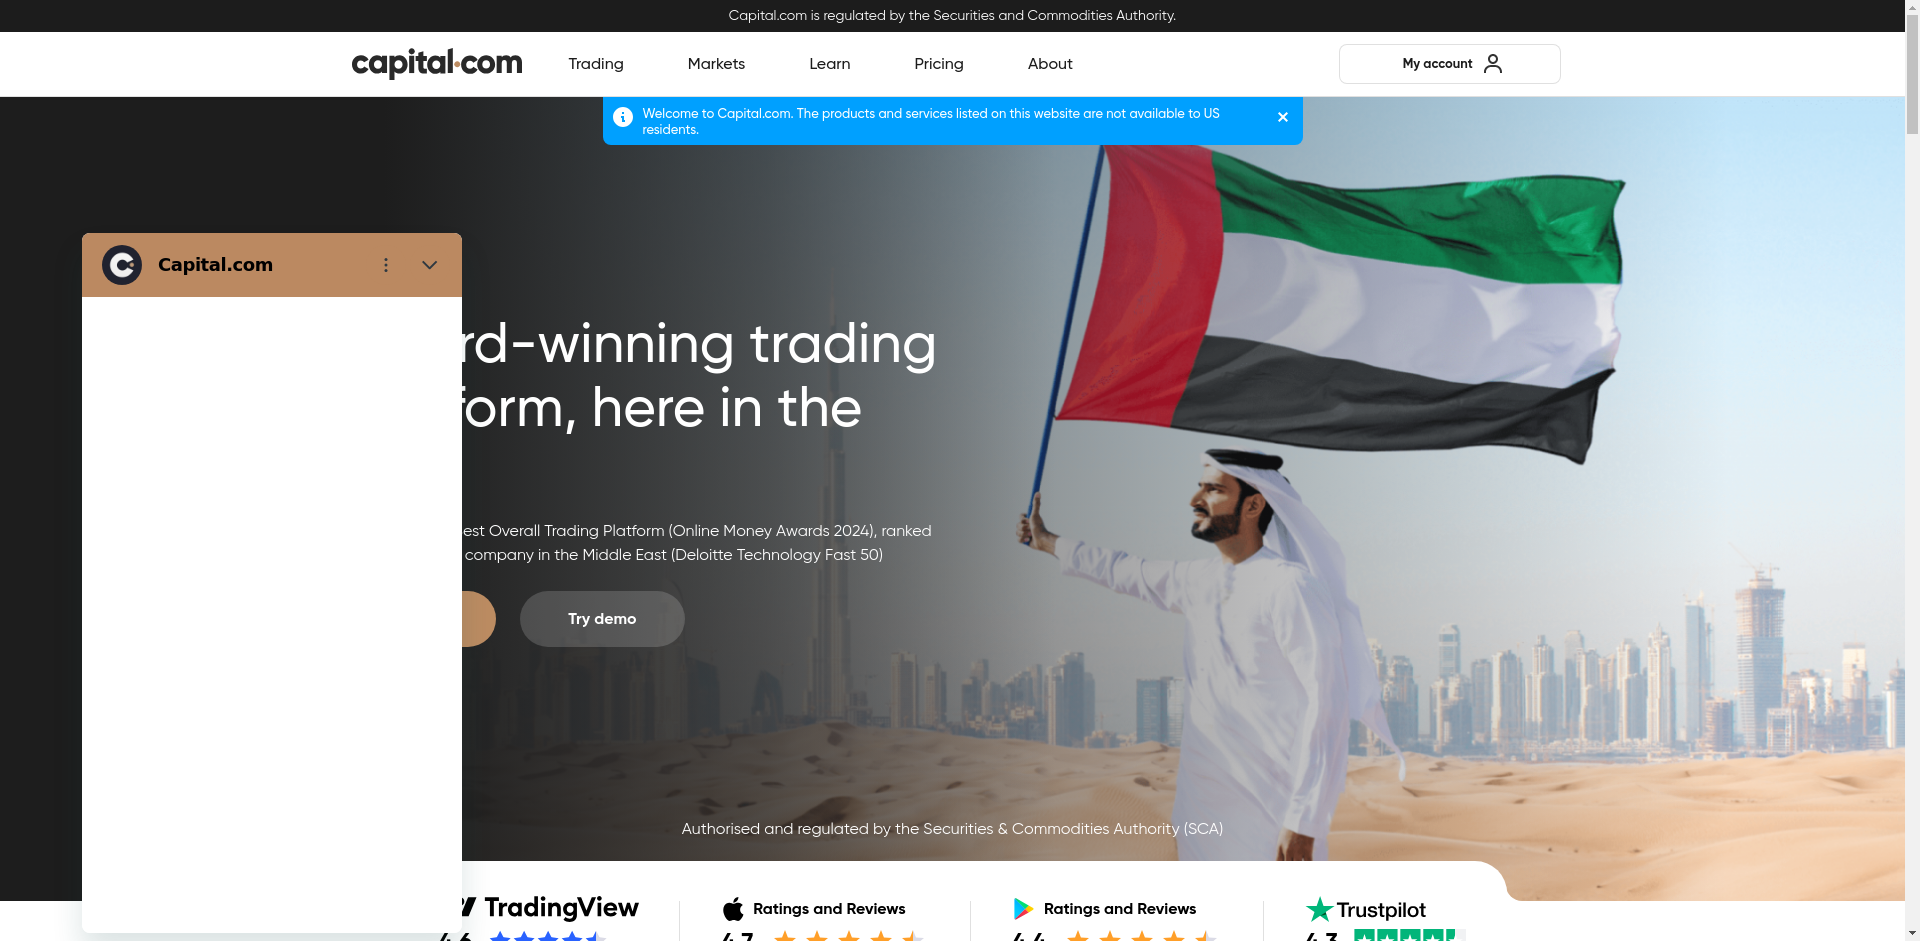 Capital.com is regulated by the Securities and Commodities Authority.
capital.com
Trading
Markets
Learn
Pricing
About
My account
Welcome to Capital.com. The products and services listed on this website are not available to US
residents.
Capital.com
rd-winning trading
form, here in the
est Overall Trading Platform (Online Money Awards 2024), ranked
company in the Middle East (Deloitte Technology Fast 50)
Try demo
Authorised and regulated by the Securities & Commodities Authority (SCA)
TradingView
Ratings and Reviews
Ratings and Reviews
Trustpilot